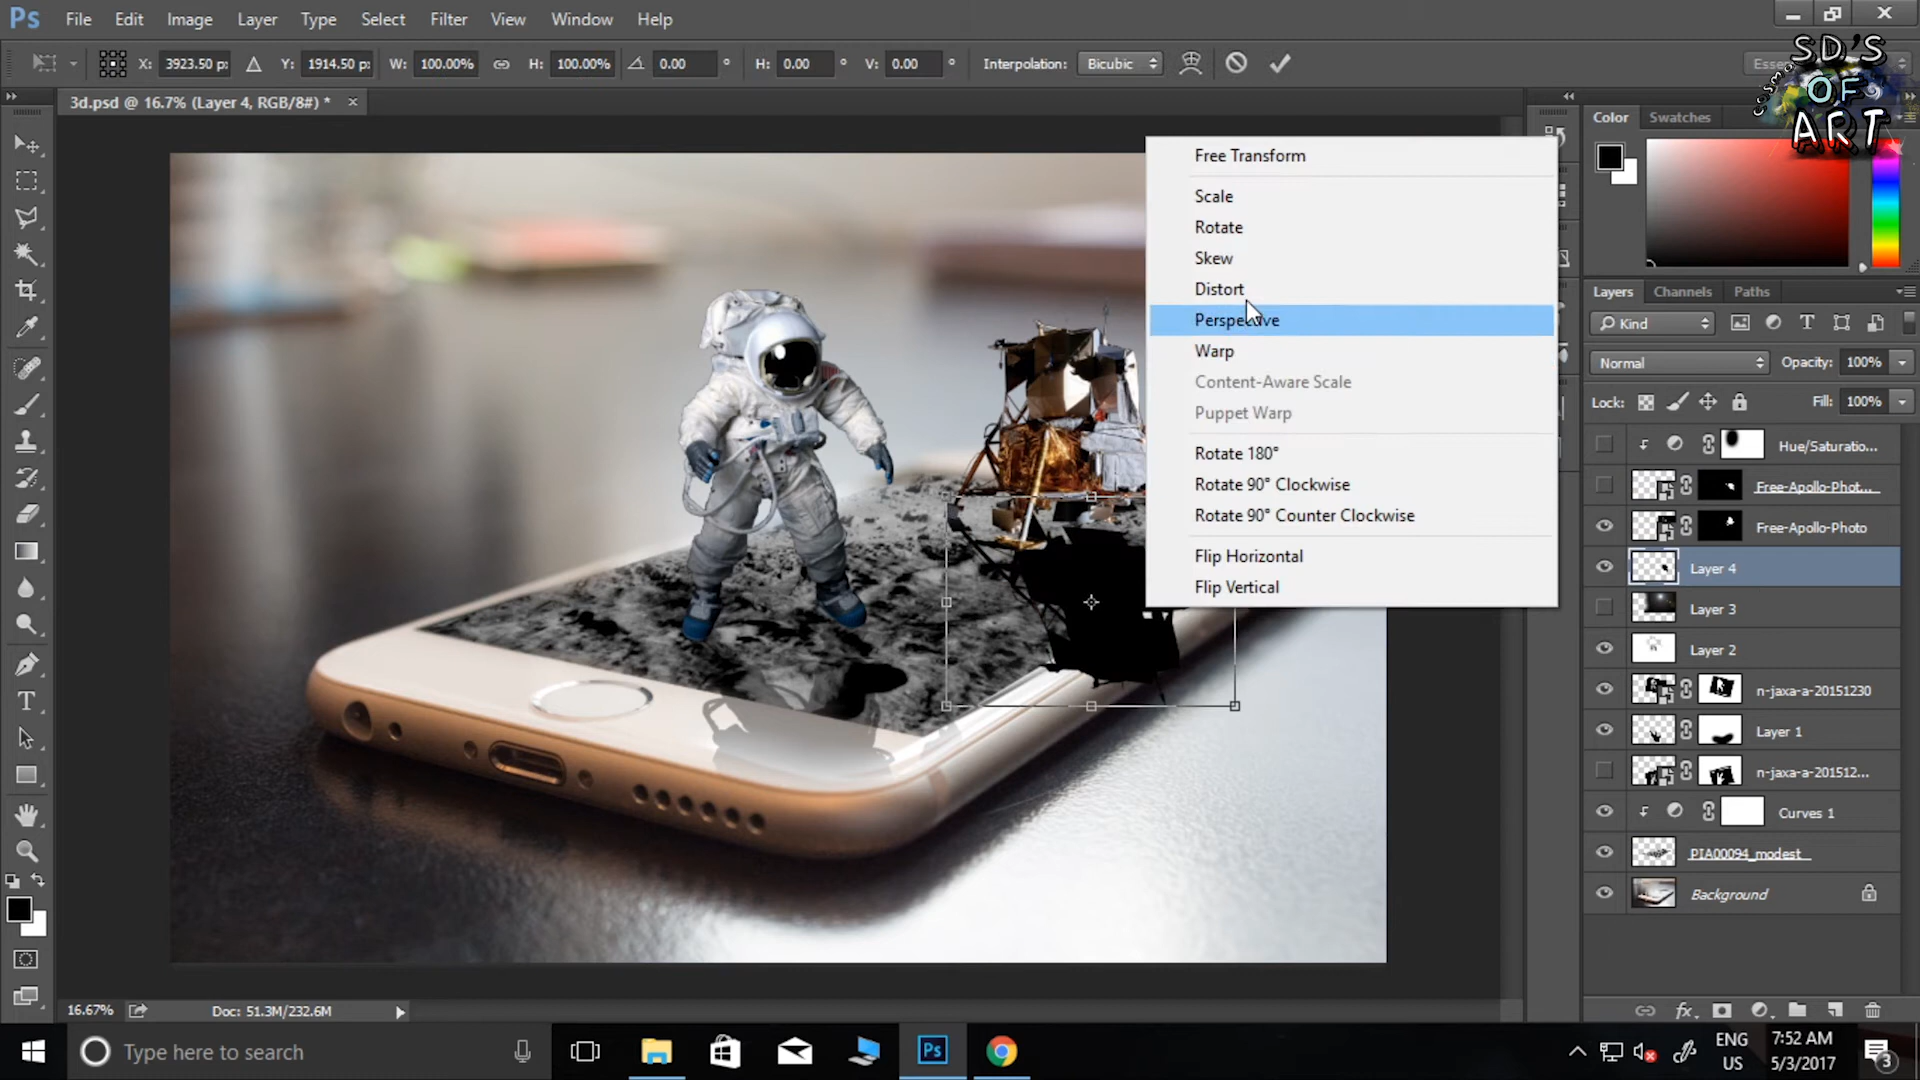 Ps File Edit Image Layer Type Select Filter View Window Help
X: 3923.50 px Y: 1914.50 px W: 100.00% H: 100.00% 0.00 ° H: 0.00 ° V: 0.00 ° Interpolation: Bicubic
SD'S
COSMOS
OF
ART
3d.psd @ 16.7% (Layer 4, RGB/8#) * ×
Free Transform
Scale
Rotate
Skew
Distort
Perspective
Warp
Content-Aware Scale
Puppet Warp
Rotate 180°
Rotate 90° Clockwise
Rotate 90° Counter Clockwise
Flip Horizontal
Flip Vertical
Color Swatches
Layers Channels Paths
Kind
Normal Opacity: 100%
Lock: Fill: 100%
Hue/Saturatio...
Free-Apollo-Phot...
Free-Apollo-Photo
Layer 4
Layer 3
Layer 2
n-jaxa-a-20151230
Layer 1
n-jaxa-a-201512...
Curves 1
PIA00094_modest
Background
fx
16.67% Doc: 51.3M/232.6M
Type here to search
Ps
ENG
US
7:52 AM
5/3/2017
3